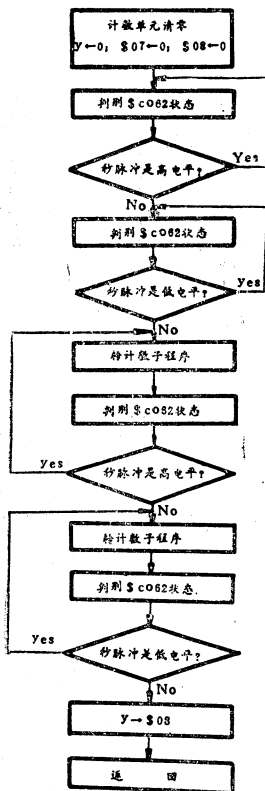 计数单元清零
y←0; $07←0; $08←0
判别$c062状态
秒脉冲是高电平?
Yes
No
判别$c062状态
秒脉冲是低电平?
yes
No
转计数子程序
判别$c062状态
秒脉冲是高电平?
yes
No
转计数子程序
判别$c062状态
秒脉冲是低电平?
yes
No
y→$08
返 回